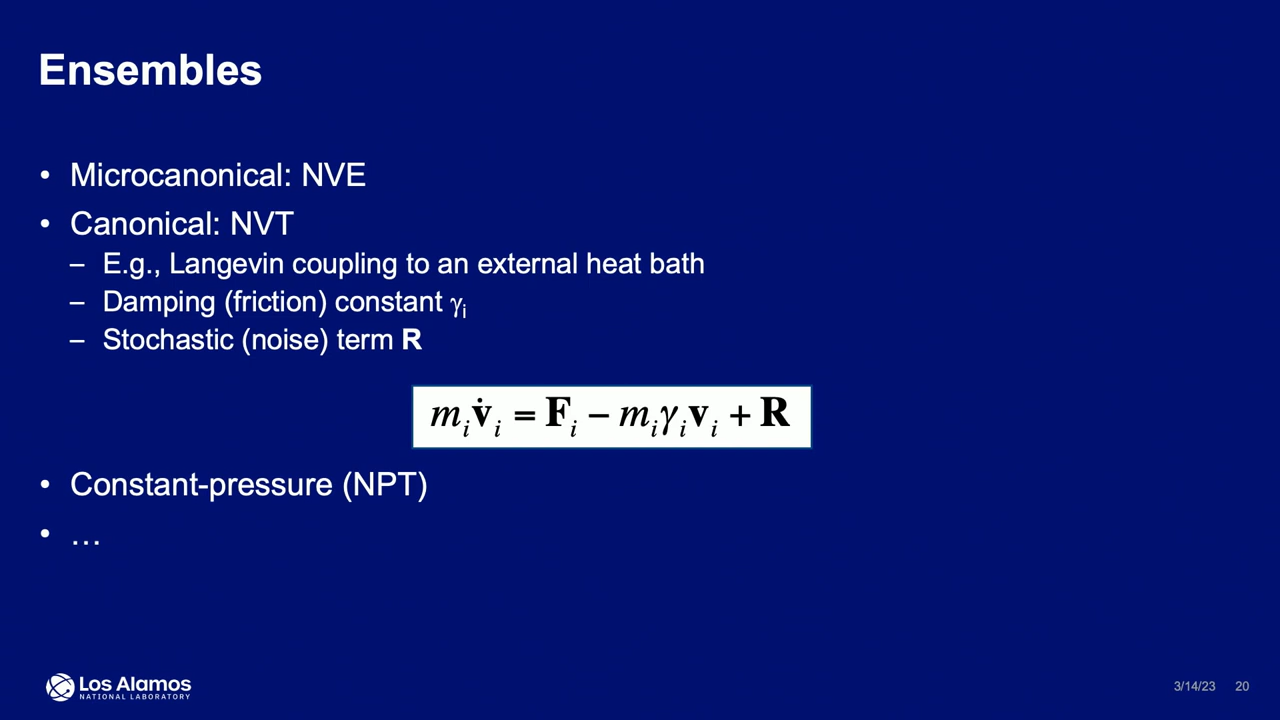 Ensembles
• Microcanonical: NVE
• Canonical: NVT
– E.g., Langevin coupling to an external heat bath
– Damping (friction) constant γᵢ
– Stochastic (noise) term R
mᵢv̇ᵢ = Fᵢ − mᵢγᵢvᵢ + R
• Constant-pressure (NPT)
• …
Los Alamos
NATIONAL LABORATORY
3/14/23 20